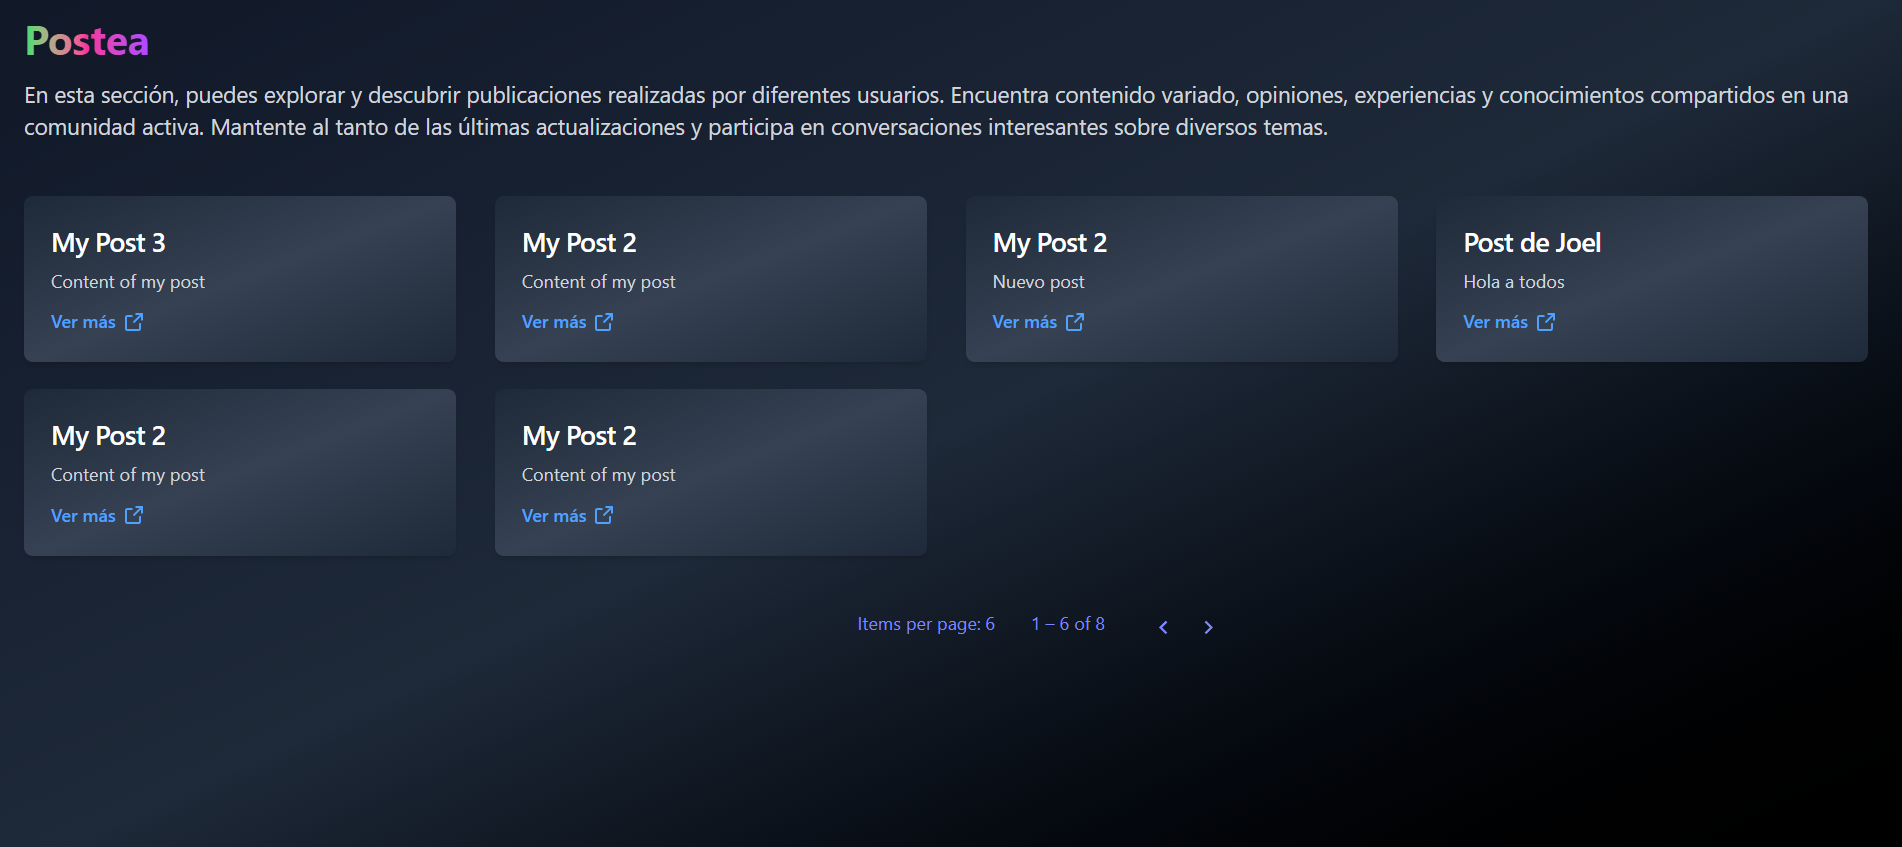 Postea
En esta sección, puedes explorar y descubrir publicaciones realizadas por diferentes usuarios. Encuentra contenido variado, opiniones, experiencias y conocimientos compartidos en una
comunidad activa. Mantente al tanto de las últimas actualizaciones y participa en conversaciones interesantes sobre diversos temas.
My Post 3
Content of my post
Ver más
My Post 2
Content of my post
Ver más
My Post 2
Nuevo post
Ver más
Post de Joel
Hola a todos
Ver más
My Post 2
Content of my post
Ver más
My Post 2
Content of my post
Ver más
Items per page: 6 1 – 6 of 8